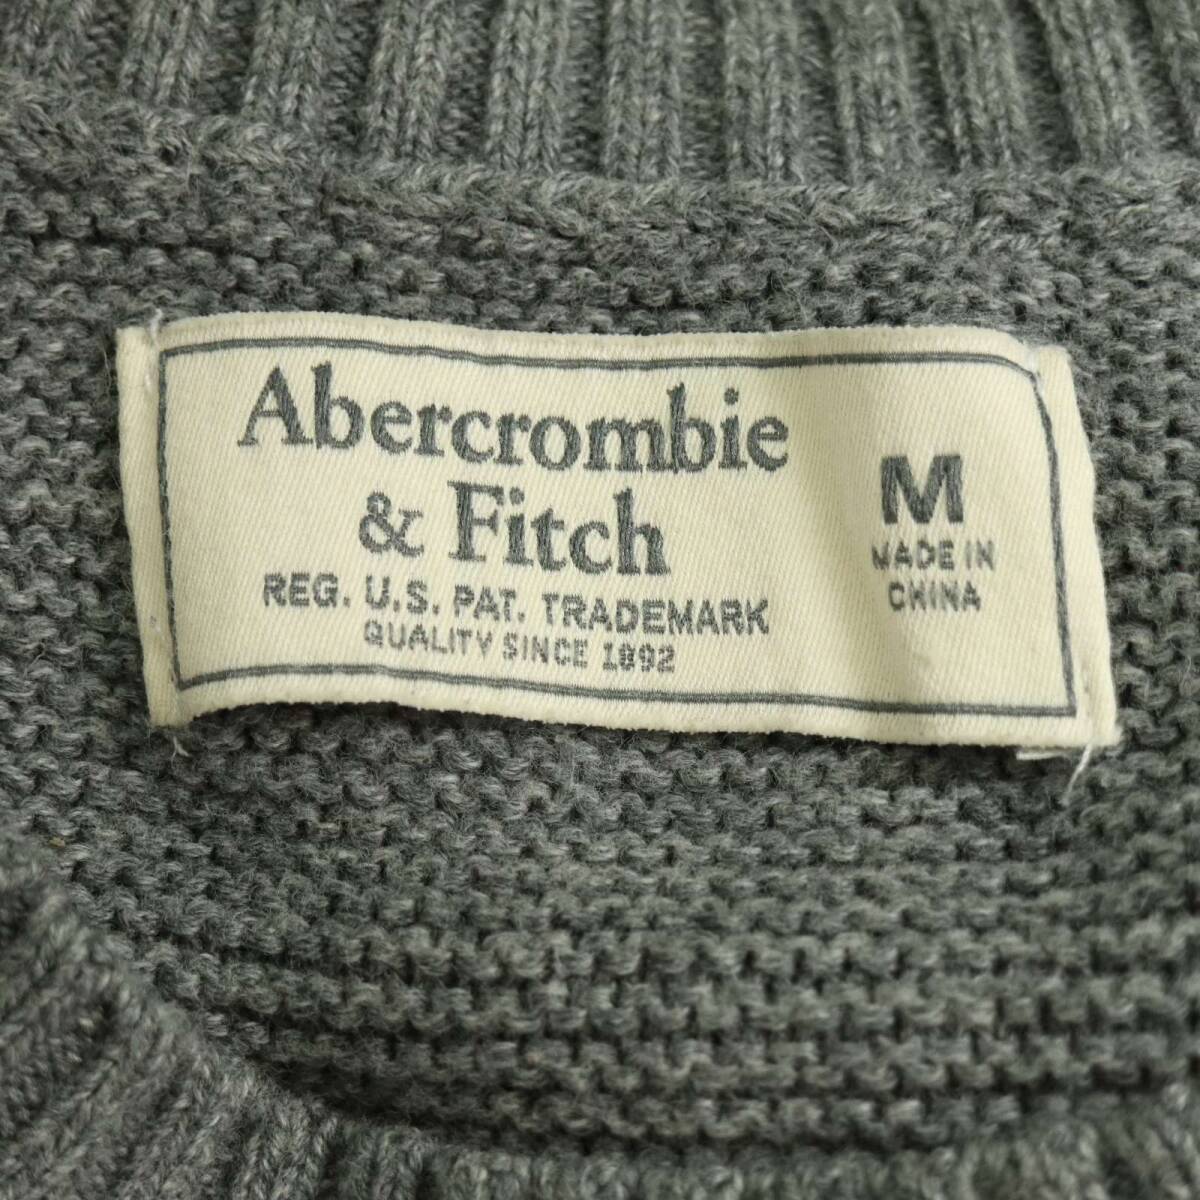 Abercrombie
& Fitch
REG. U.S. PAT. TRADEMARK
QUALITY SINCE 1892
M
MADE IN
CHINA